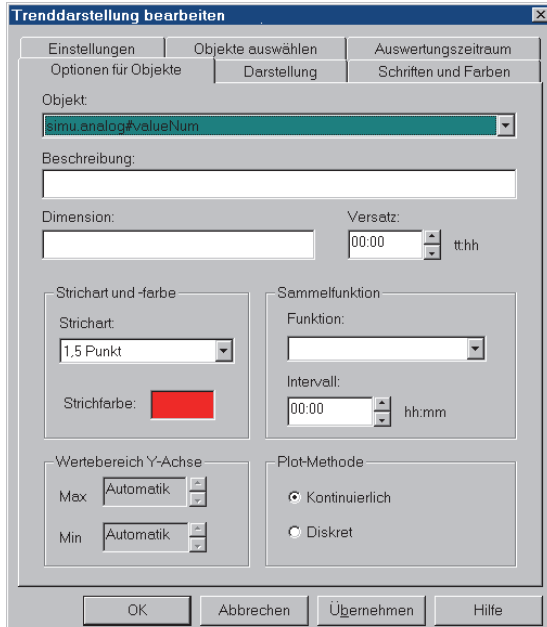 Trenddarstellung bearbeiten
Einstellungen
Objekte auswählen
Auswertungszeitraum
Optionen für Objekte
Darstellung
Schriften und Farben
Objekt:
simu.analog#valueNum
Beschreibung:
Dimension:
Versatz:
00:00
tt:hh
Strichart und -farbe
Strichart:
1,5 Punkt
Strichfarbe:
Sammelfunktion
Funktion:
Intervall:
00:00
hh:mm
Wertebereich Y-Achse
Max
Automatik
Min
Automatik
Plot-Methode
Kontinuierlich
Diskret
OK
Abbrechen
Übernehmen
Hilfe